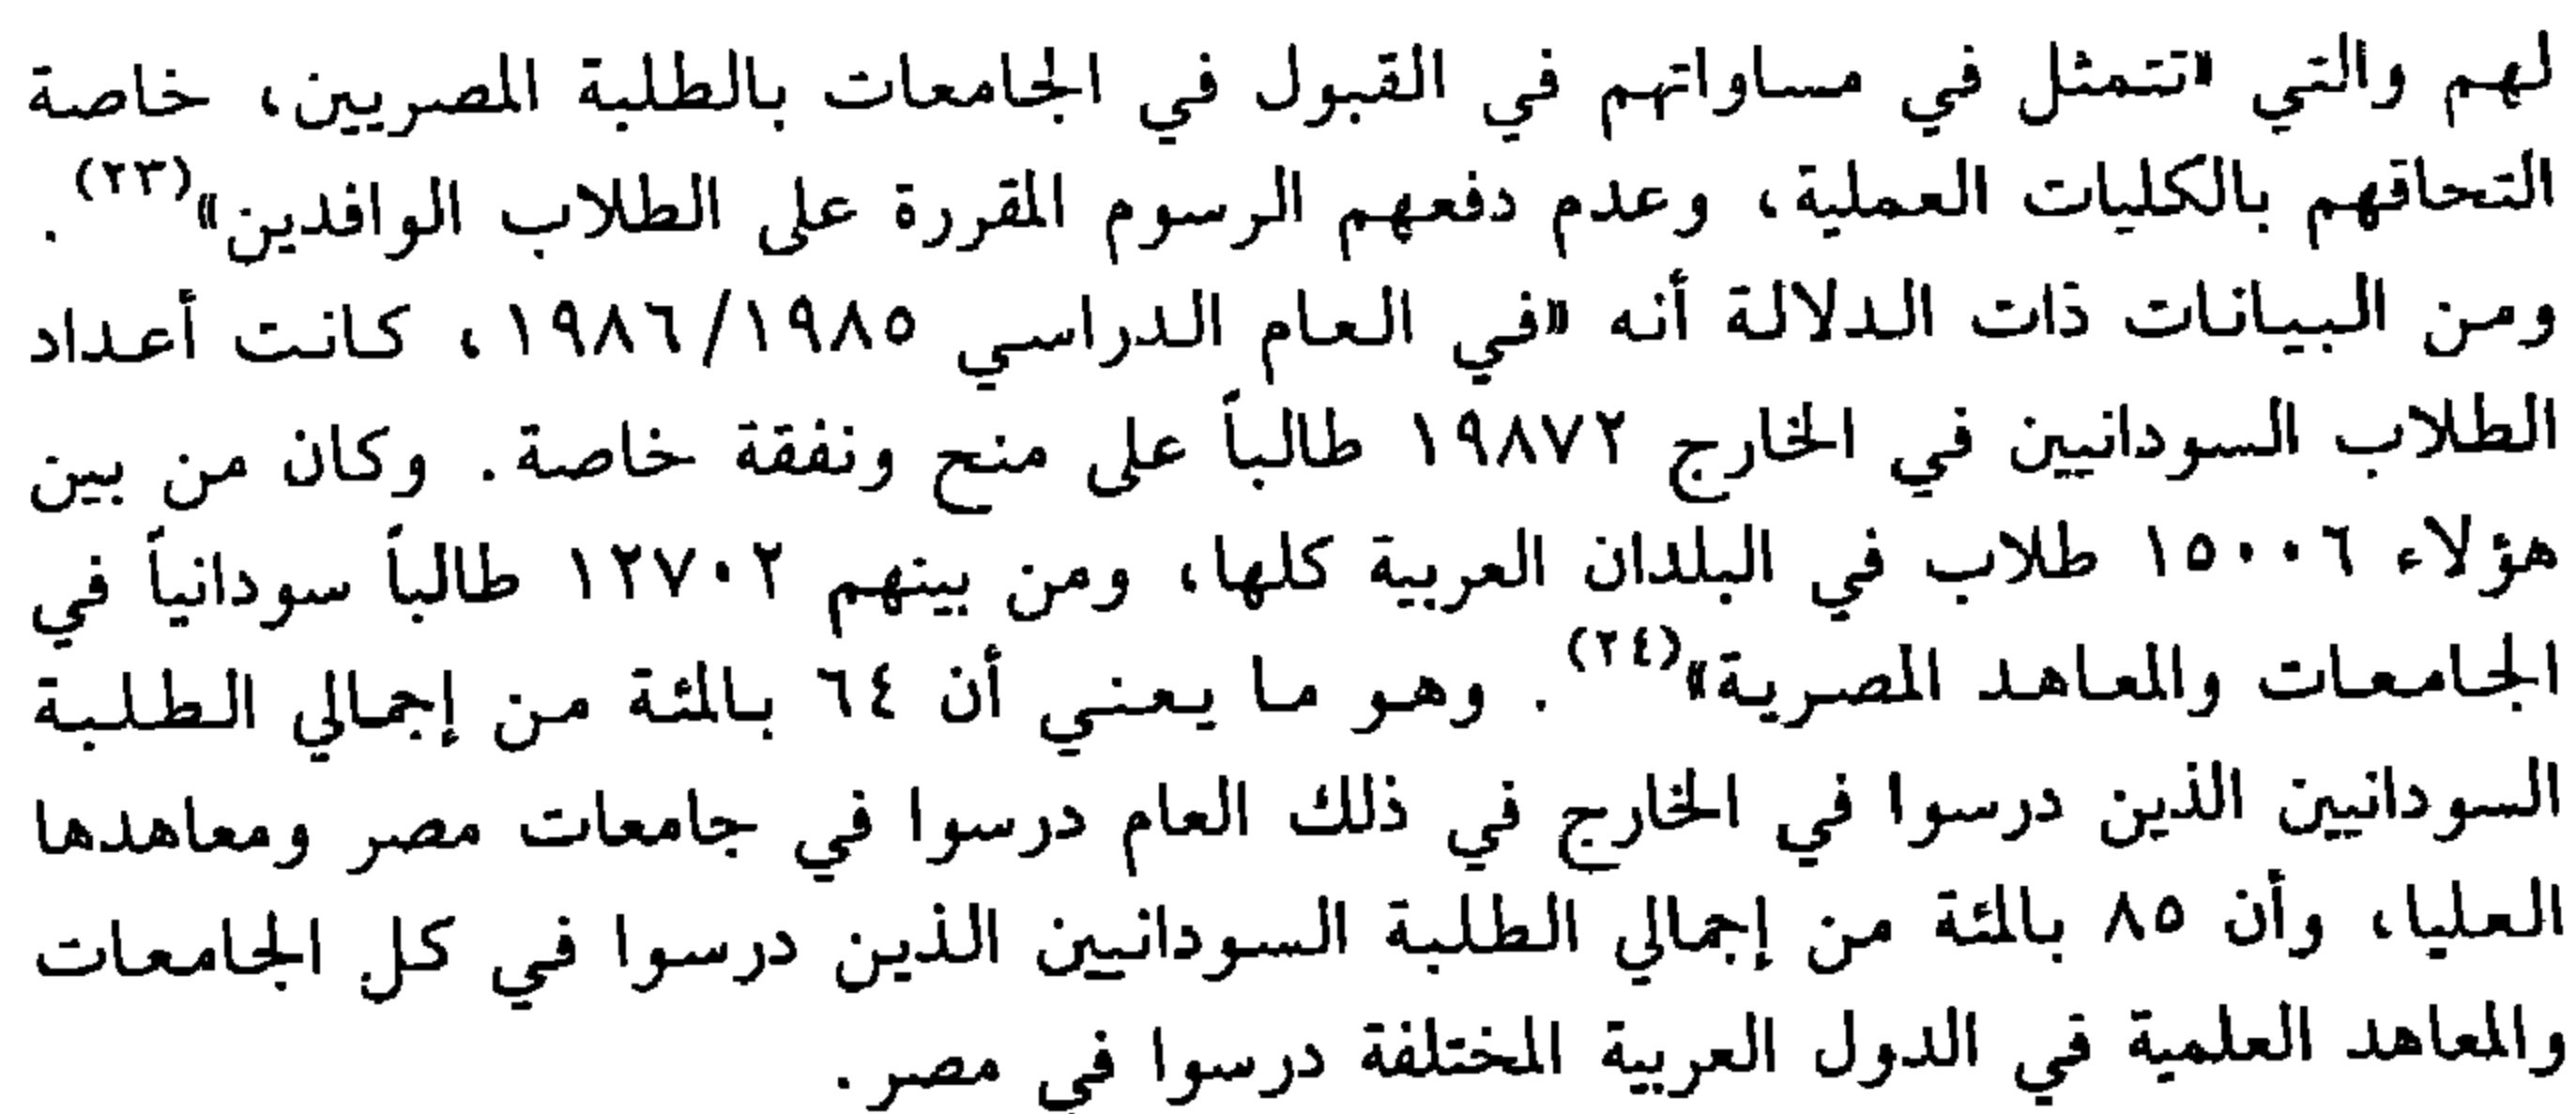 لهم والتي «تتمثل في مساواتهم في القبول في الجامعات بالطلبة المصريين، خاصة
التحاقهم بالكليات العملية، وعدم دفعهم الرسوم المقررة على الطلاب الوافدين»(٢٣).
ومن البيانات ذات الدلالة أنه «في العام الدراسي ١٩٨٥/١٩٨٦، كانت أعداد
الطلاب السودانيين في الخارج ١٩٨٧٢ طالباً على منح ونفقة خاصة. وكان من بين
هؤلاء ١٥٠٠٦ طلاب في البلدان العربية كلها، ومن بينهم ١٢٧٠٢ طالباً سودانياً في
الجامعات والمعاهد المصرية»(٢٤). وهو ما يعني أن ٦٤ بالمئة من إجمالي الطلبة
السودانيين الذين درسوا في الخارج في ذلك العام درسوا في جامعات مصر ومعاهدها
العليا، وأن ٨٥ بالمئة من إجمالي الطلبة السودانيين الذين درسوا في كل الجامعات
والمعاهد العلمية في الدول العربية المختلفة درسوا في مصر.